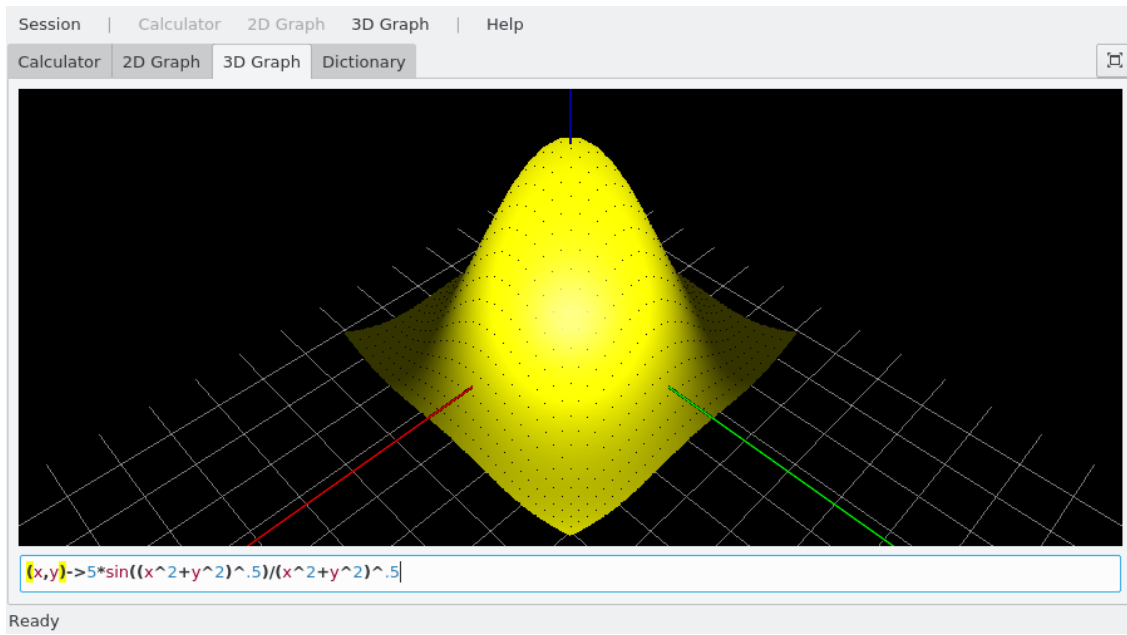 Session | Calculator 2D Graph 3D Graph | Help
Calculator 2D Graph 3D Graph Dictionary
(x,y)->5*sin((x^2+y^2)^.5)/(x^2+y^2)^.5
Ready